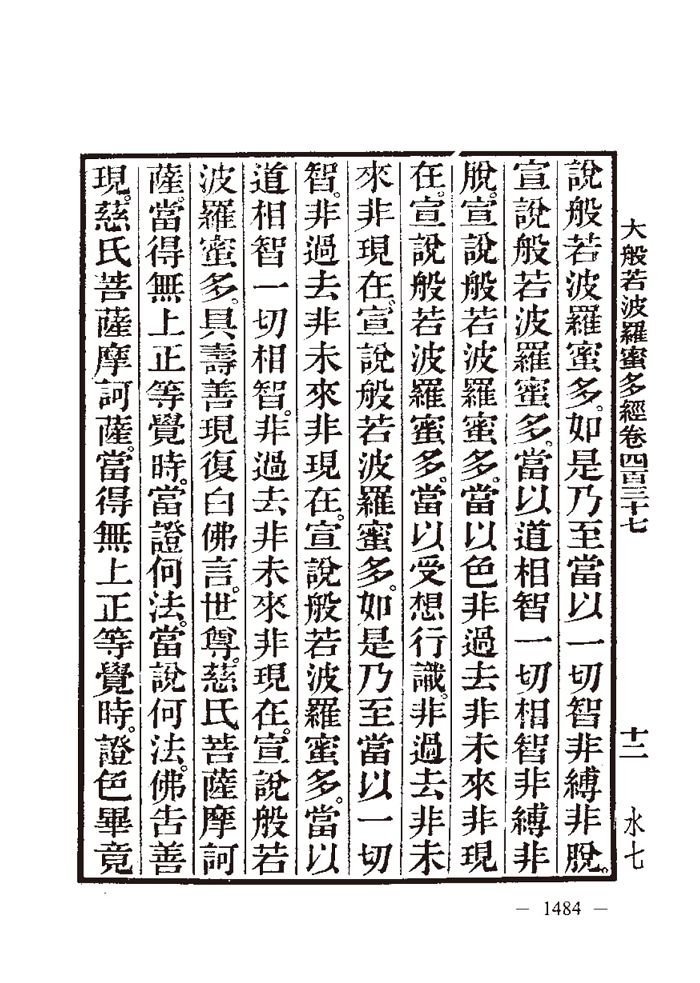 大般若波羅蜜多經卷四百三十七　十二　水七
說般若波羅蜜多。如是乃至當以一切智非縛非脫。
宣說般若波羅蜜多。當以道相智一切相智非縛非
脫。宣說般若波羅蜜多。當以色非過去非未來非現
在。宣說般若波羅蜜多。當以受想行識。非過去非未
來非現在。宣說般若波羅蜜多。如是乃至當以一切
智。非過去非未來非現在。宣說般若波羅蜜多。當以
道相智一切相智。非過去非未來非現在。宣說般若
波羅蜜多。具壽善現復白佛言。世尊。慈氏菩薩摩訶
薩。當得無上正等覺時。當證何法。當說何法。佛告善
現。慈氏菩薩摩訶薩。當得無上正等覺時。證色畢竟
— 1484 —